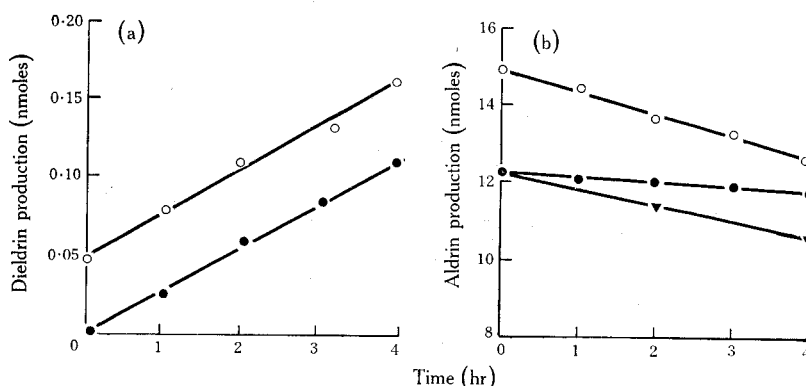 (a)
Dieldrin production (nmoles)
0·20
0·15
0·10
0·05
0
0 1 2 3 4
(b)
Aldrin production (nmoles)
16
14
12
10
8
0 1 2 3 4
Time (hr)